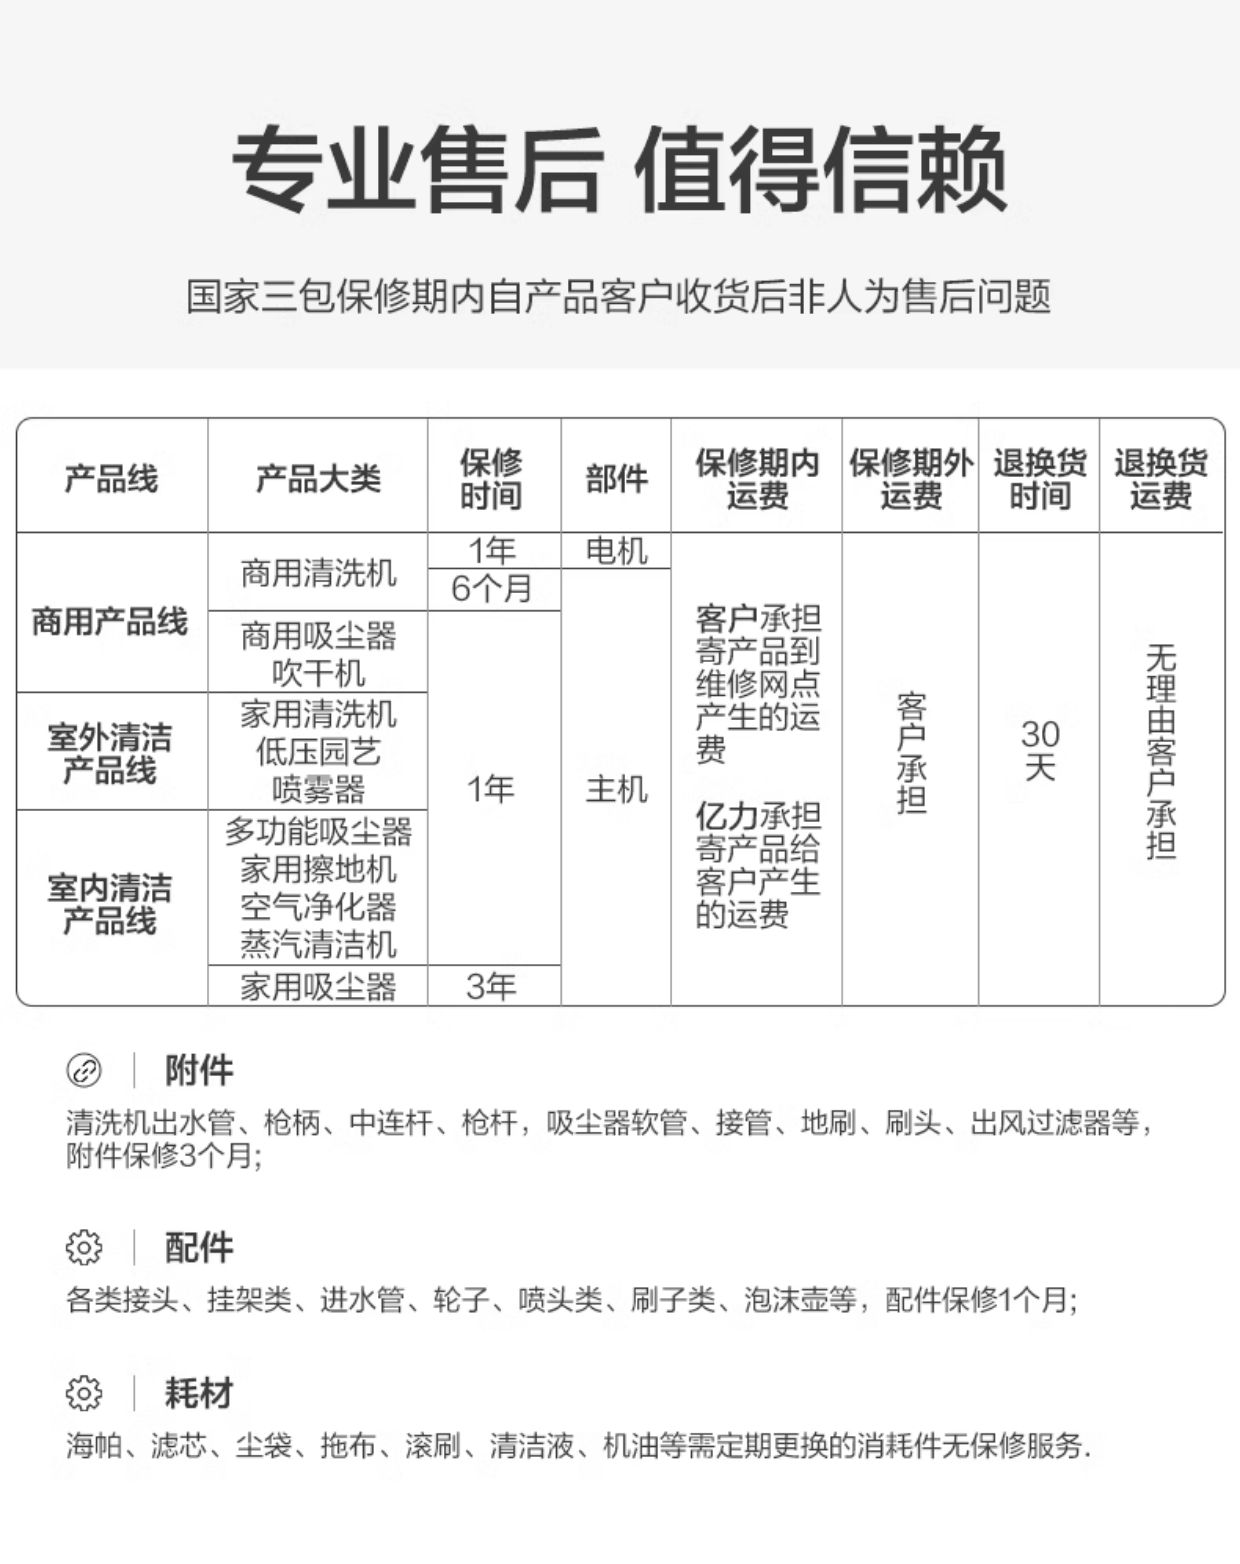 专业售后 值得信赖
国家三包保修期内自产品客户收货后非人为售后问题
产品线
产品大类
保修
时间
部件
保修期内
运费
保修期外
运费
退换货
时间
退换货
运费
商用产品线
商用清洗机
1年
电机
6个月
商用吸尘器
吹干机
室外清洁
产品线
家用清洗机
低压园艺
喷雾器
室内清洁
产品线
多功能吸尘器
家用擦地机
空气净化器
蒸汽清洁机
1年
家用吸尘器
3年
主机
客户承担
寄产品到
维修网点
产生的运
费
亿力承担
寄产品给
客户产生
的运费
客户承担
30
天
无理由客户承担
附件
清洗机出水管、枪柄、中连杆、枪杆，吸尘器软管、接管、地刷、刷头、出风过滤器等，
附件保修3个月;
配件
各类接头、挂架类、进水管、轮子、喷头类、刷子类、泡沫壶等，配件保修1个月;
耗材
海帕、滤芯、尘袋、拖布、滚刷、清洁液、机油等需定期更换的消耗件无保修服务.